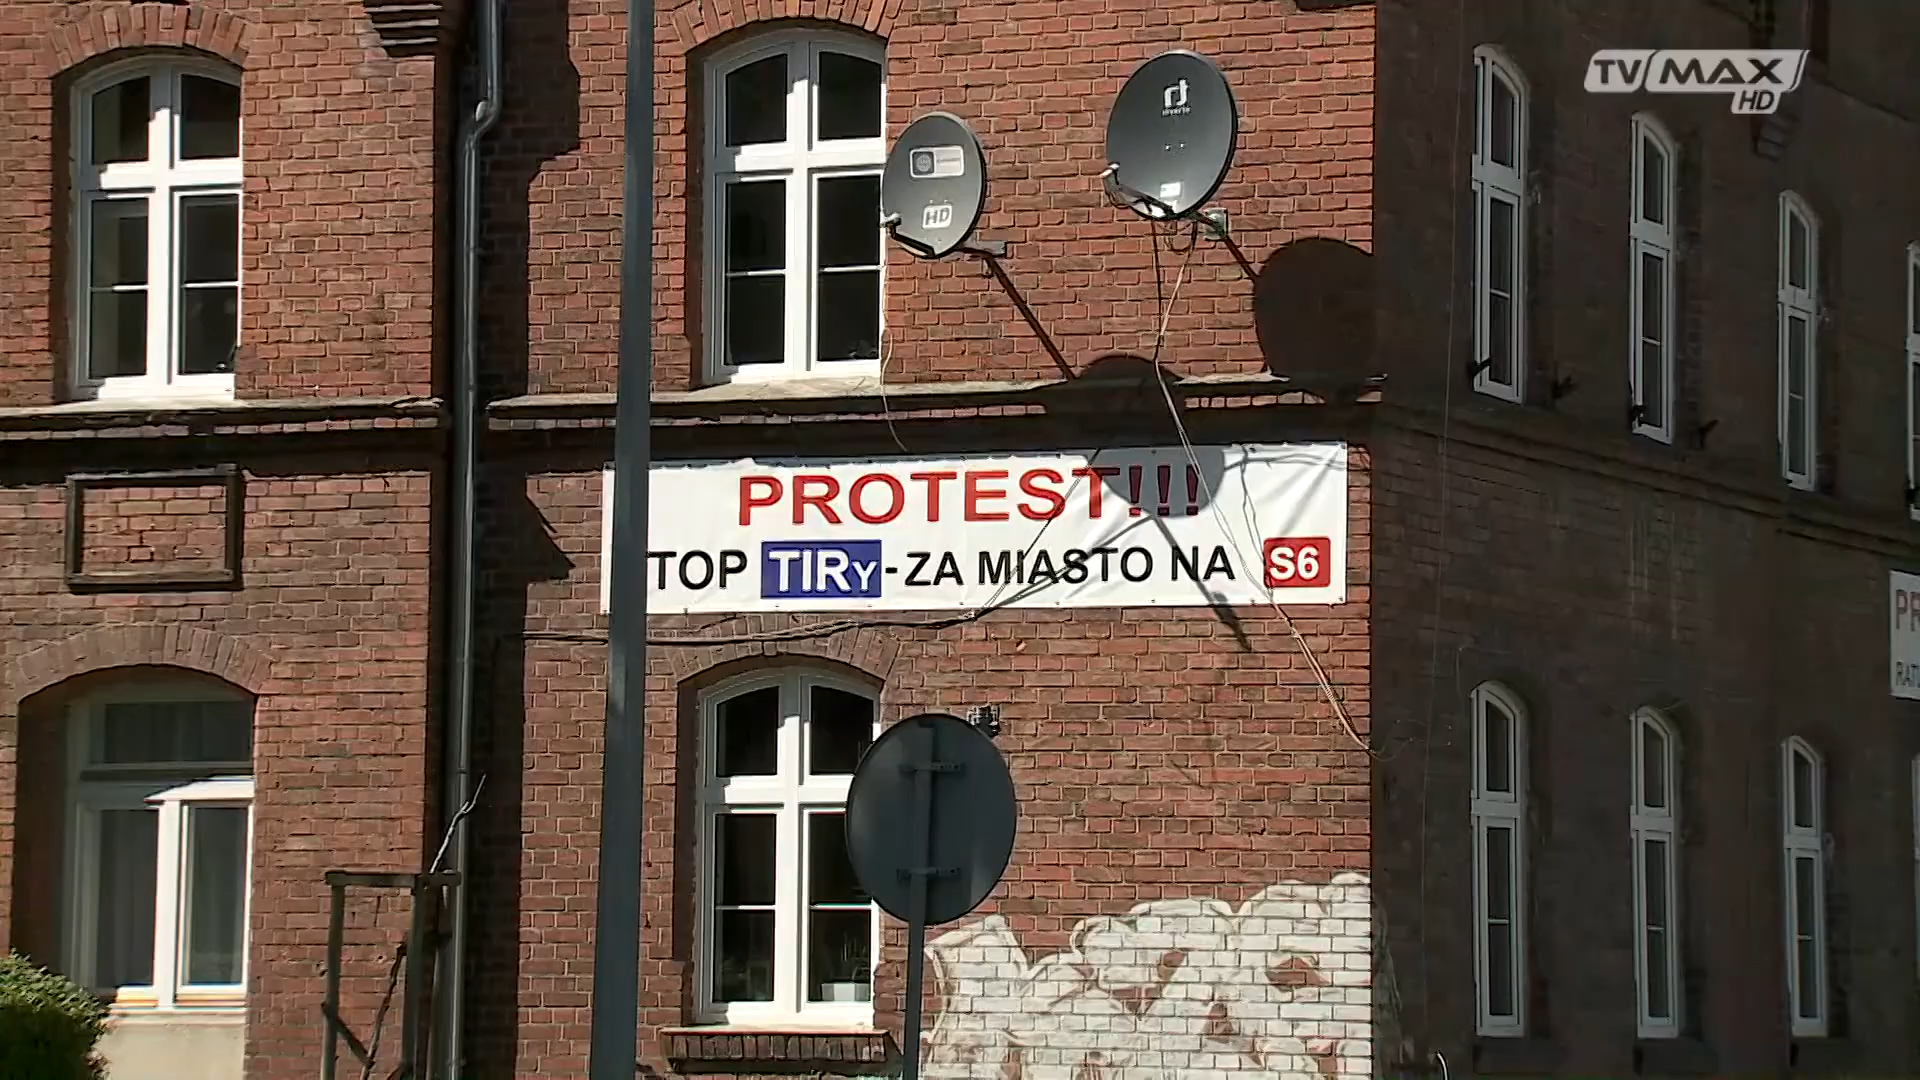 TV MAX
HD
HD
PROTEST!!!
TOP TIRy-ZA MIASTO NA S6